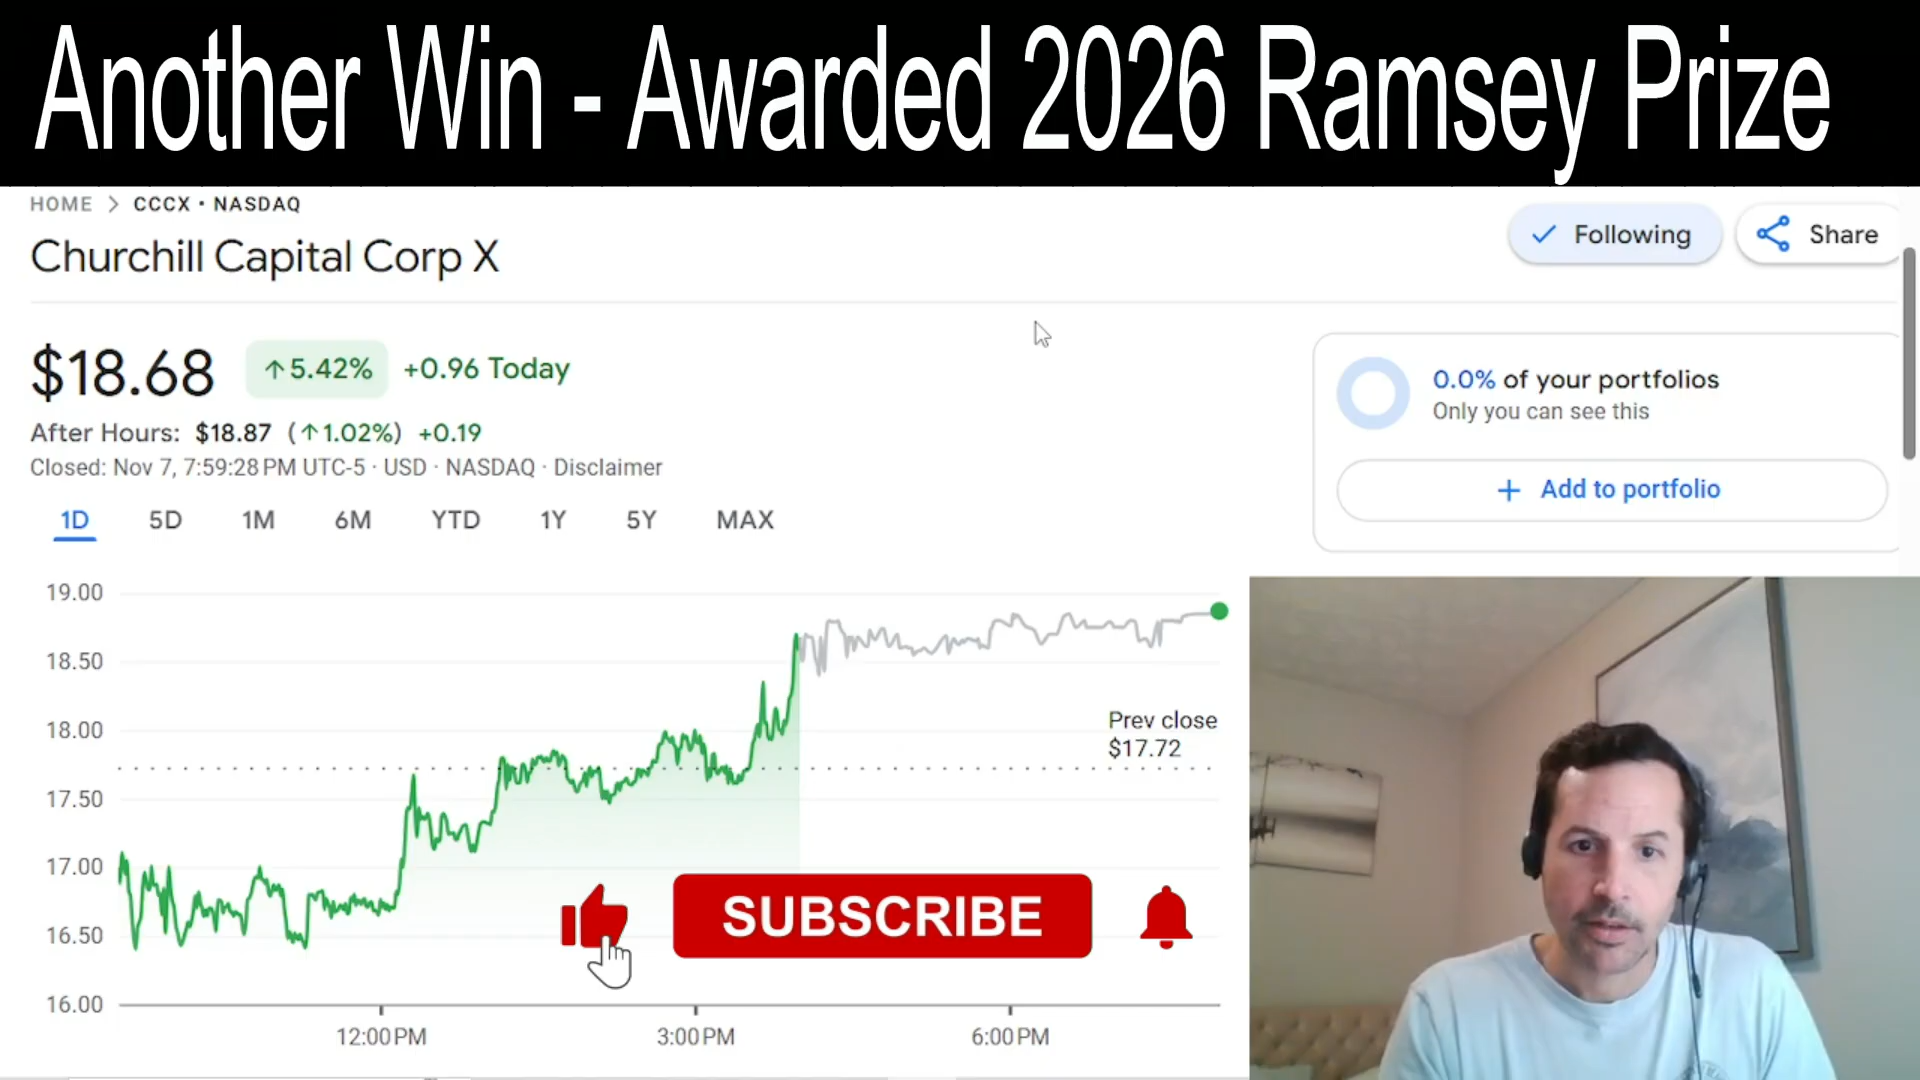 Another Win - Awarded 2026 Ramsey Prize
HOME > CCCX • NASDAQ
Following
Share
Churchill Capital Corp X
$18.68 ↑5.42% +0.96 Today
After Hours: $18.87 (↑1.02%) +0.19
Closed: Nov 7, 7:59:28 PM UTC-5 · USD · NASDAQ · Disclaimer
0.0% of your portfolios
Only you can see this
+ Add to portfolio
1D 5D 1M 6M YTD 1Y 5Y MAX
19.00
18.50
18.00
17.50
17.00
16.50
16.00
Prev close
$17.72
SUBSCRIBE
12:00 PM 3:00 PM 6:00 PM